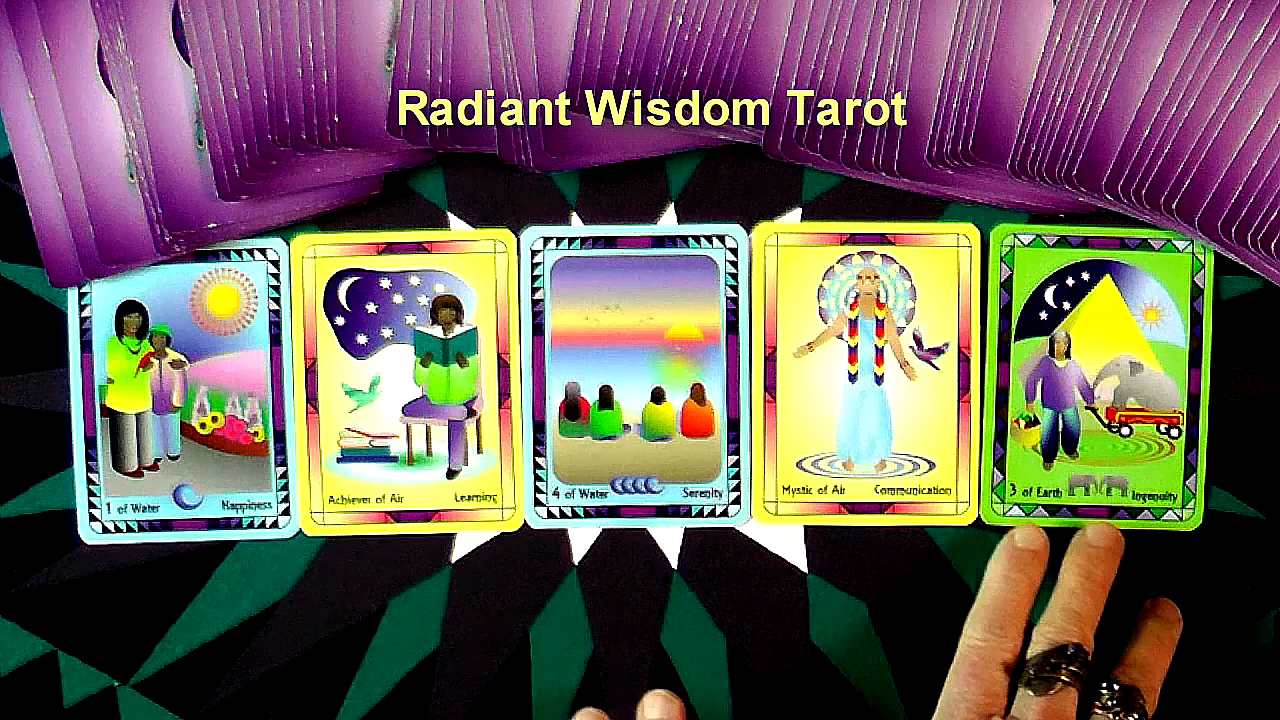 Radiant Wisdom Tarot
1 of Water Happiness
Achiever of Air Learning
4 of Water Serenity
Mystic of Air Communication
3 of Earth Ingenuity